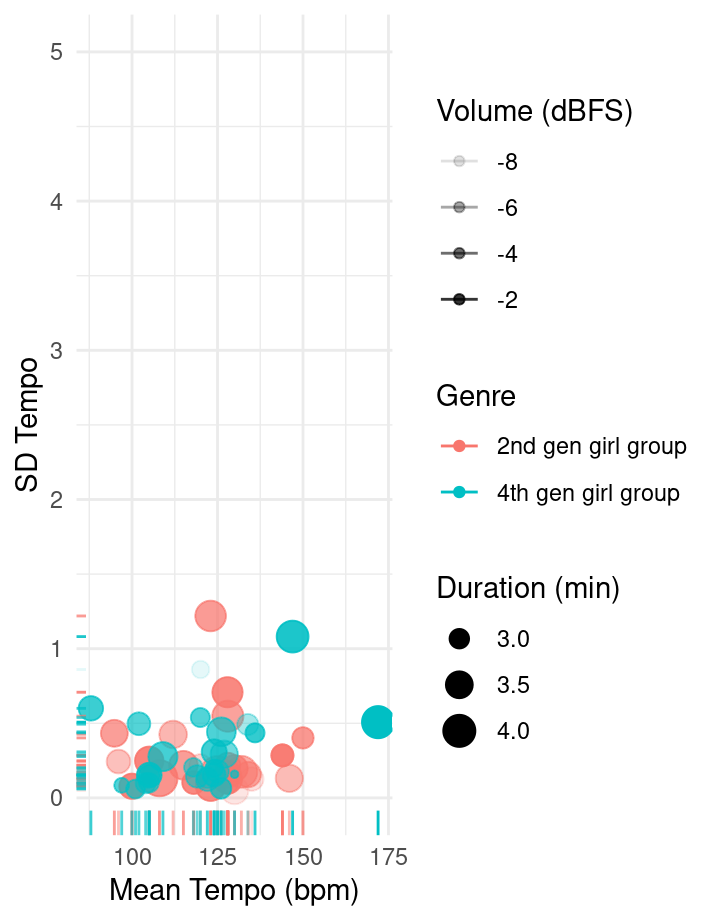 5
4
3
2
1
0
SD Tempo
100 125 150 175
Mean Tempo (bpm)
Volume (dBFS)
-8
-6
-4
-2
Genre
2nd gen girl group
4th gen girl group
Duration (min)
3.0
3.5
4.0